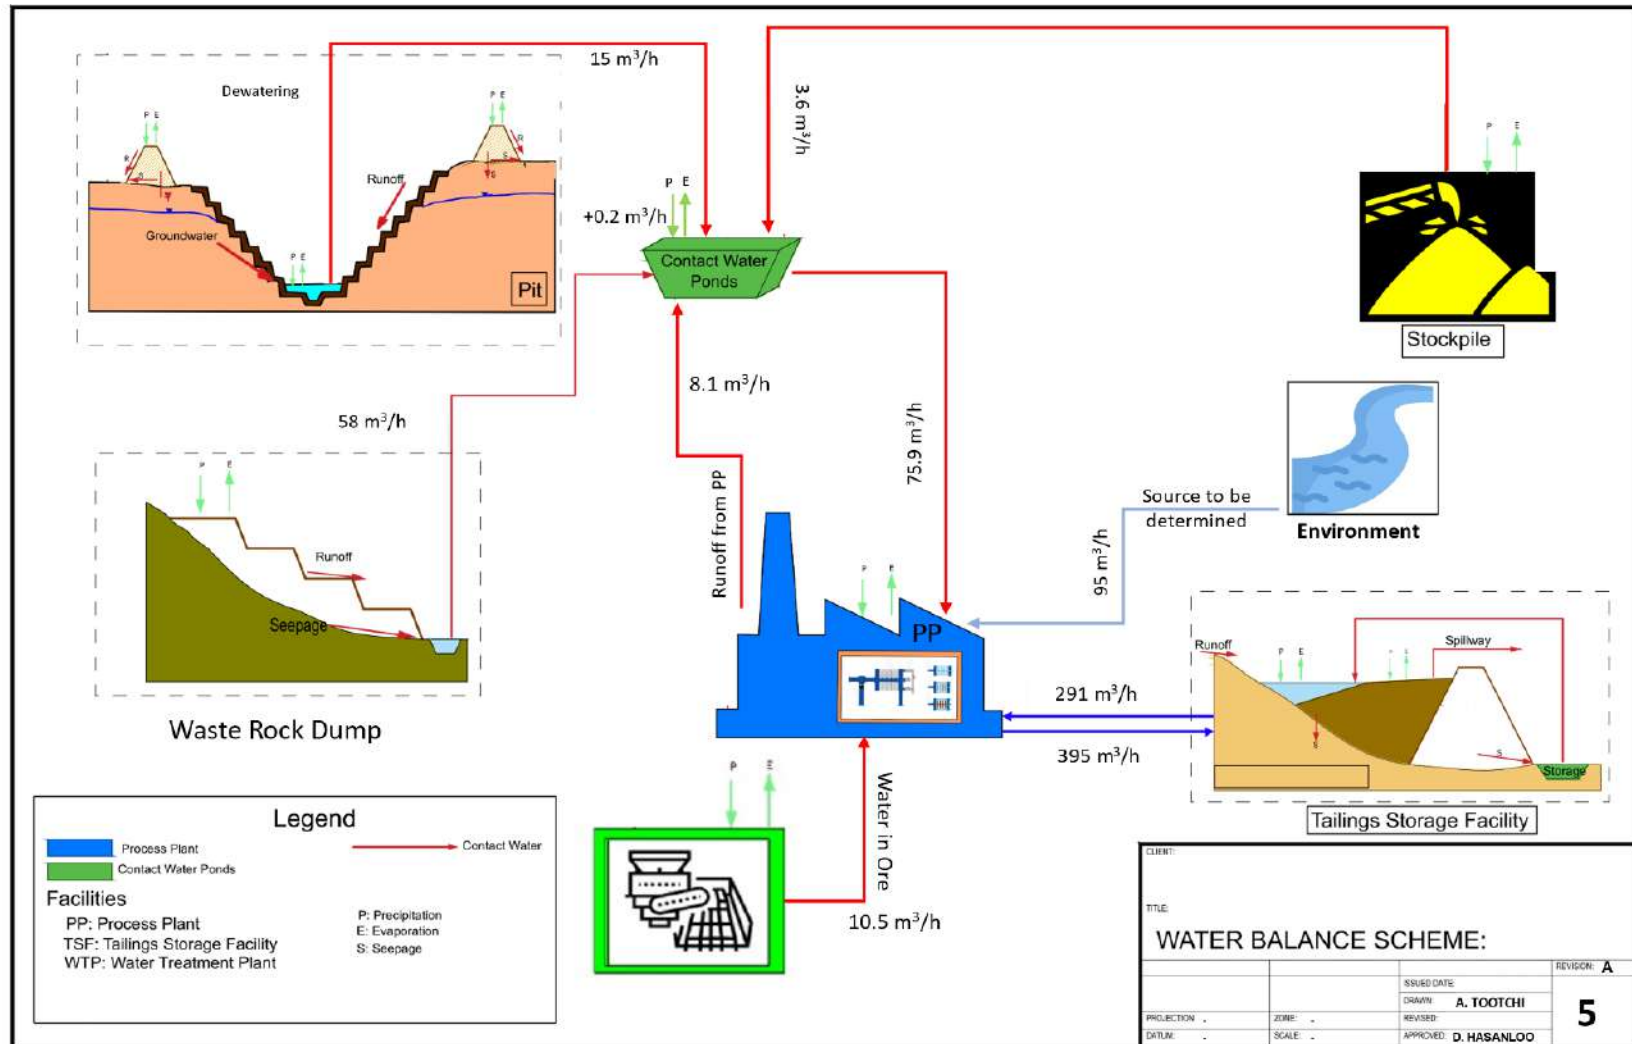 Dewatering
15 m³/h
3.6 m³/h
P E
P E
P E
P E
R
S
R
S
S
Runoff
Groundwater
P E
Pit
P E
+0.2 m³/h
Contact Water
Ponds
Stockpile
8.1 m³/h
75.9 m³/h
58 m³/h
P E
Runoff
Seepage
Waste Rock Dump
Runoff from PP
Source to be
determined
95 m³/h
Environment
P E
PP
291 m³/h
395 m³/h
Runoff
Spillway
P E
S
S
Storage
Tailings Storage Facility
P E
Water in Ore
10.5 m³/h
Legend
Process Plant
Contact Water
Contact Water Ponds
Facilities
PP: Process Plant
TSF: Tailings Storage Facility
WTP: Water Treatment Plant
P: Precipitation
E: Evaporation
S: Seepage
CLIENT:
TITLE:
WATER BALANCE SCHEME:
REVISION: A
ISSUED DATE
DRAWN: A. TOOTCHI
5
PROJECTION . ZONE: . REVISED:
DATUM: . SCALE: . APPROVED: D. HASANLOO